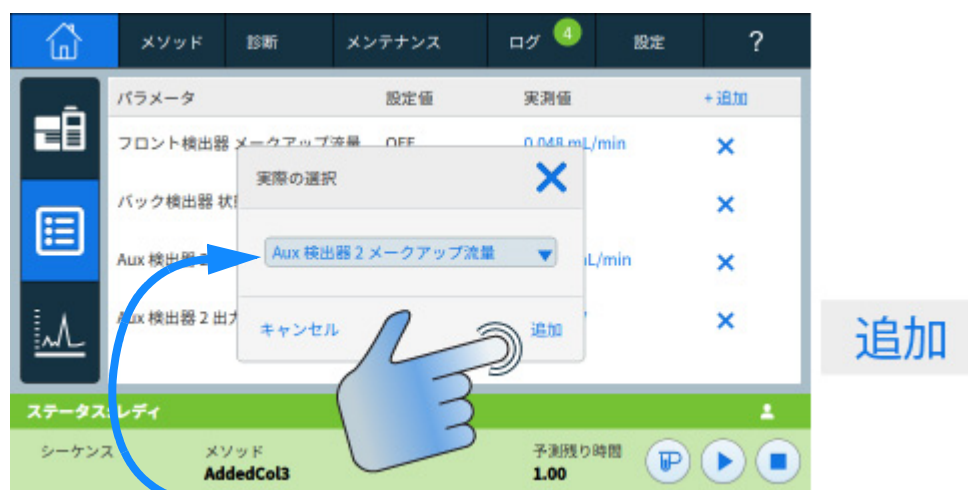 メソッド 診断 メンテナンス ログ 4 設定 ?
パラメータ 設定値 実測値 +追加
フロント検出器 メークアップ流量 OFF 0.048 mL/min
実際の選択
バック検出器
Aux 検出器 2 メークアップ流量
Aux 検出器 mL/min
Aux 検出器 2 出力
キャンセル 追加
追加
ステータス:レディ
シーケンス メソッド 予測残り時間
AddedCol3 1.00